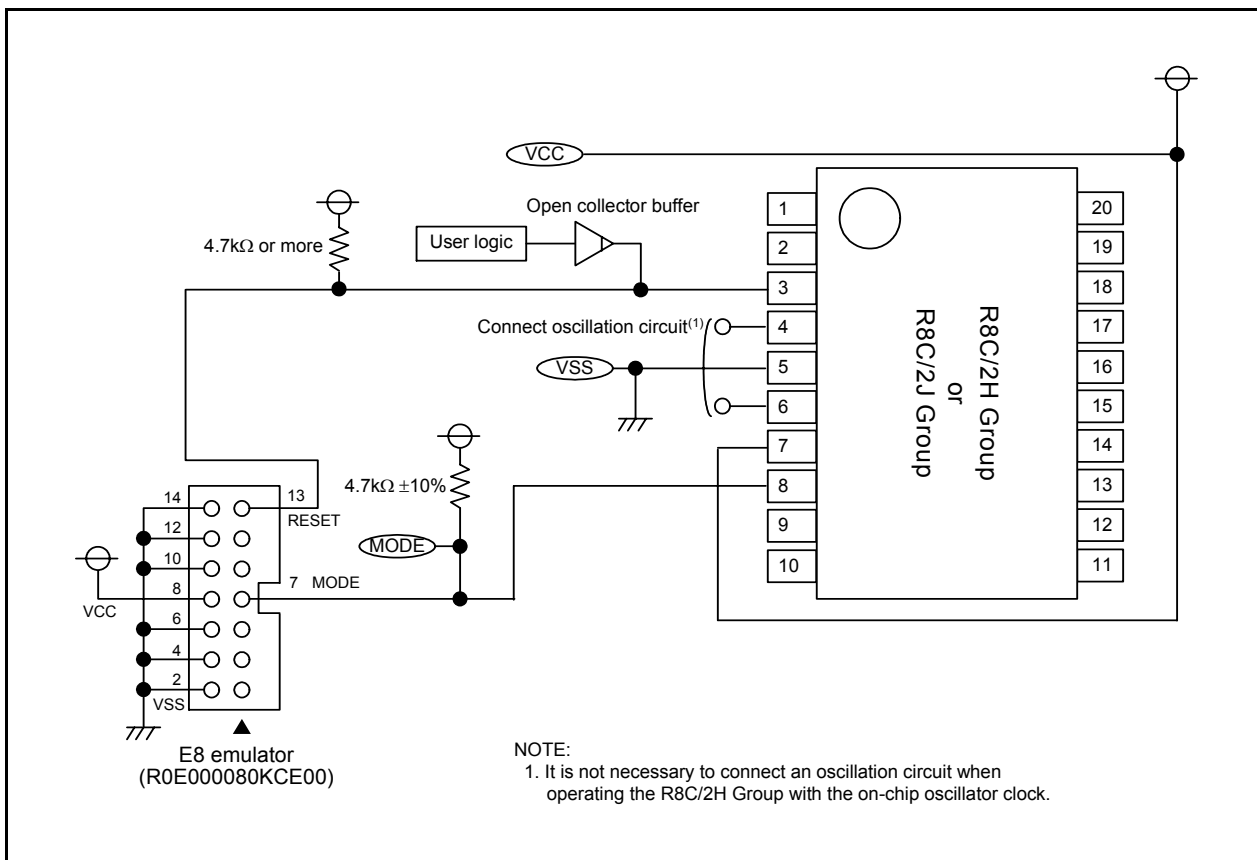 VCC
Open collector buffer
User logic
4.7kΩ or more
Connect oscillation circuit(1)
VSS
4.7kΩ ±10%
MODE
1
2
3
4
5
6
7
8
9
10
R8C/2H Group
or
R8C/2J Group
20
19
18
17
16
15
14
13
12
11
14
13
RESET
12
10
8
7 MODE
VCC
6
4
2
VSS
E8 emulator
(R0E000080KCE00)
NOTE:
1. It is not necessary to connect an oscillation circuit when
operating the R8C/2H Group with the on-chip oscillator clock.